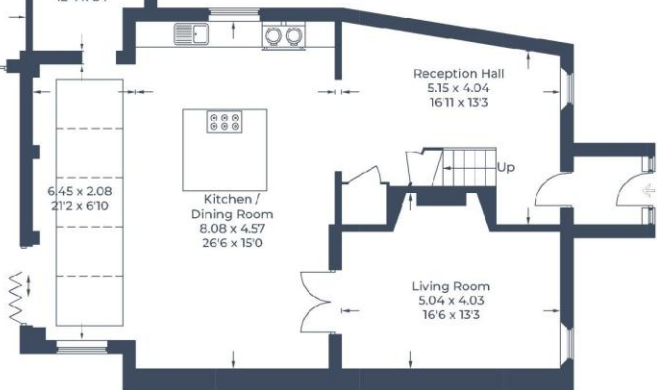 Reception Hall
5.15 x 4.04
16'11 x 13'3
Up
6.45 x 2.08
21'2 x 6'10
Kitchen /
Dining Room
8.08 x 4.57
26'6 x 15'0
Living Room
5.04 x 4.03
16'6 x 13'3